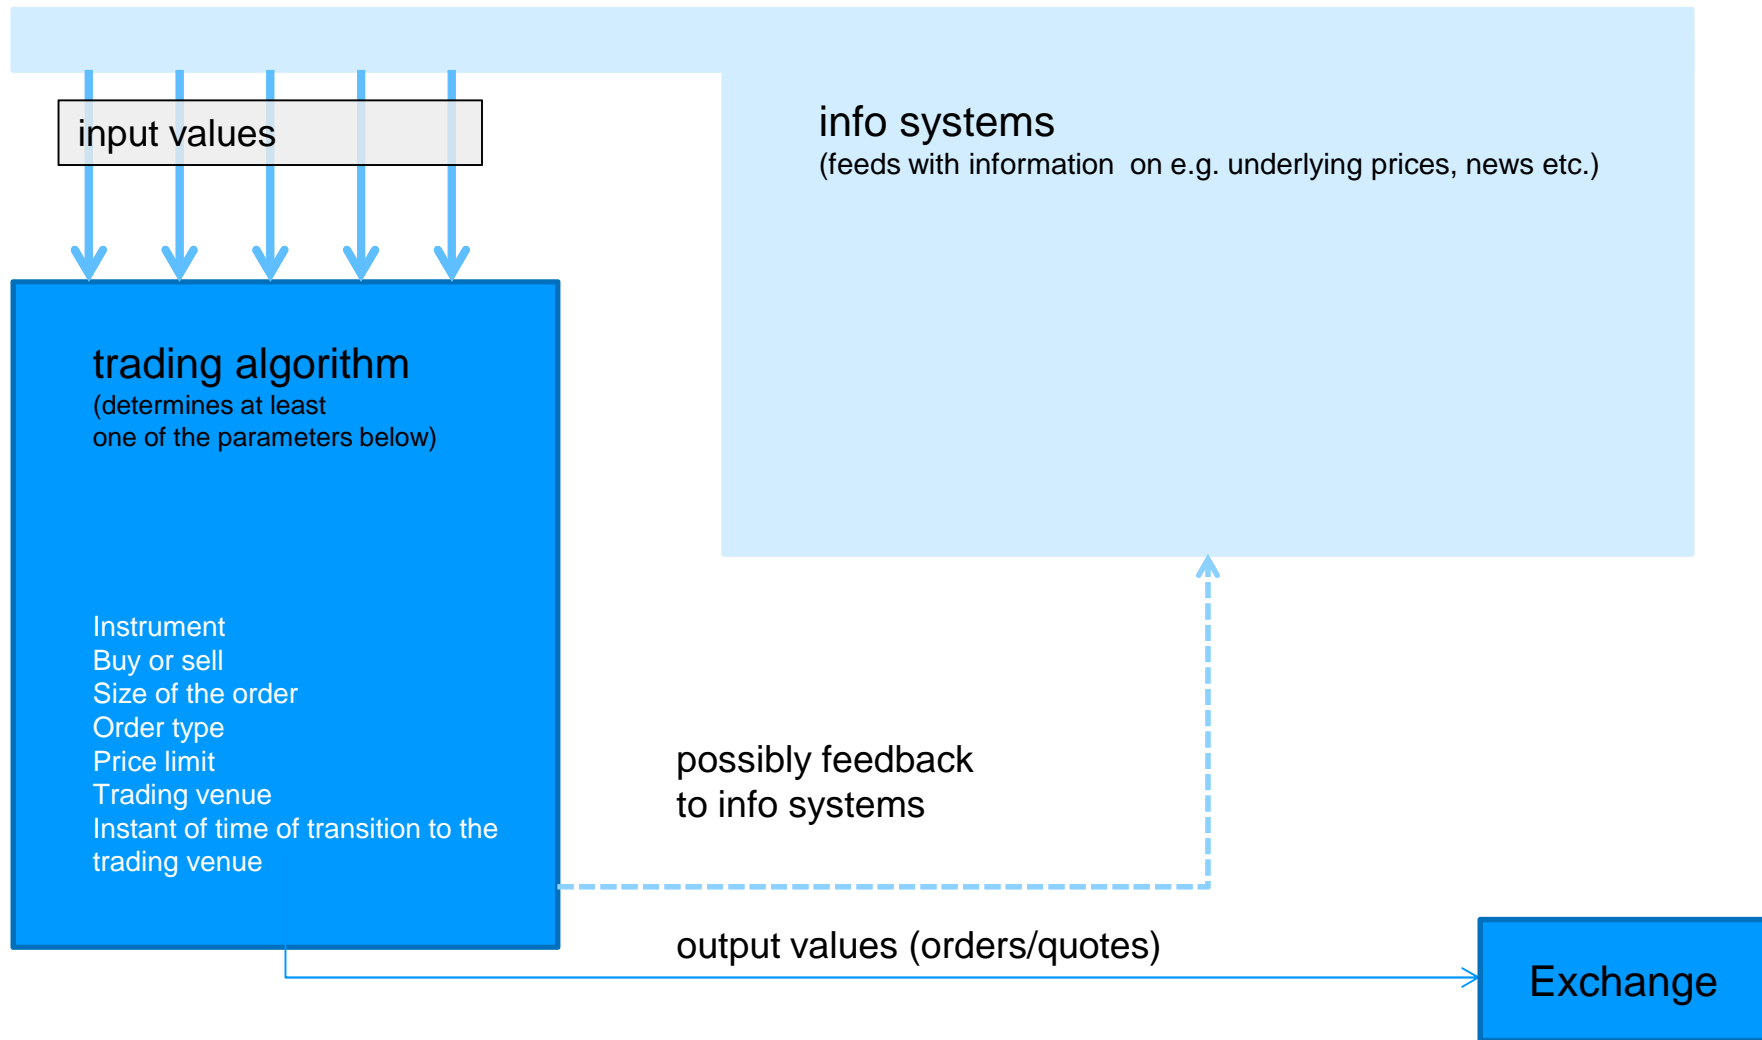 input values
info systems
(feeds with information on e.g. underlying prices, news etc.)
trading algorithm
(determines at least
one of the parameters below)
Instrument
Buy or sell
Size of the order
Order type
Price limit
Trading venue
Instant of time of transition to the
trading venue
possibly feedback
to info systems
output values (orders/quotes)
Exchange